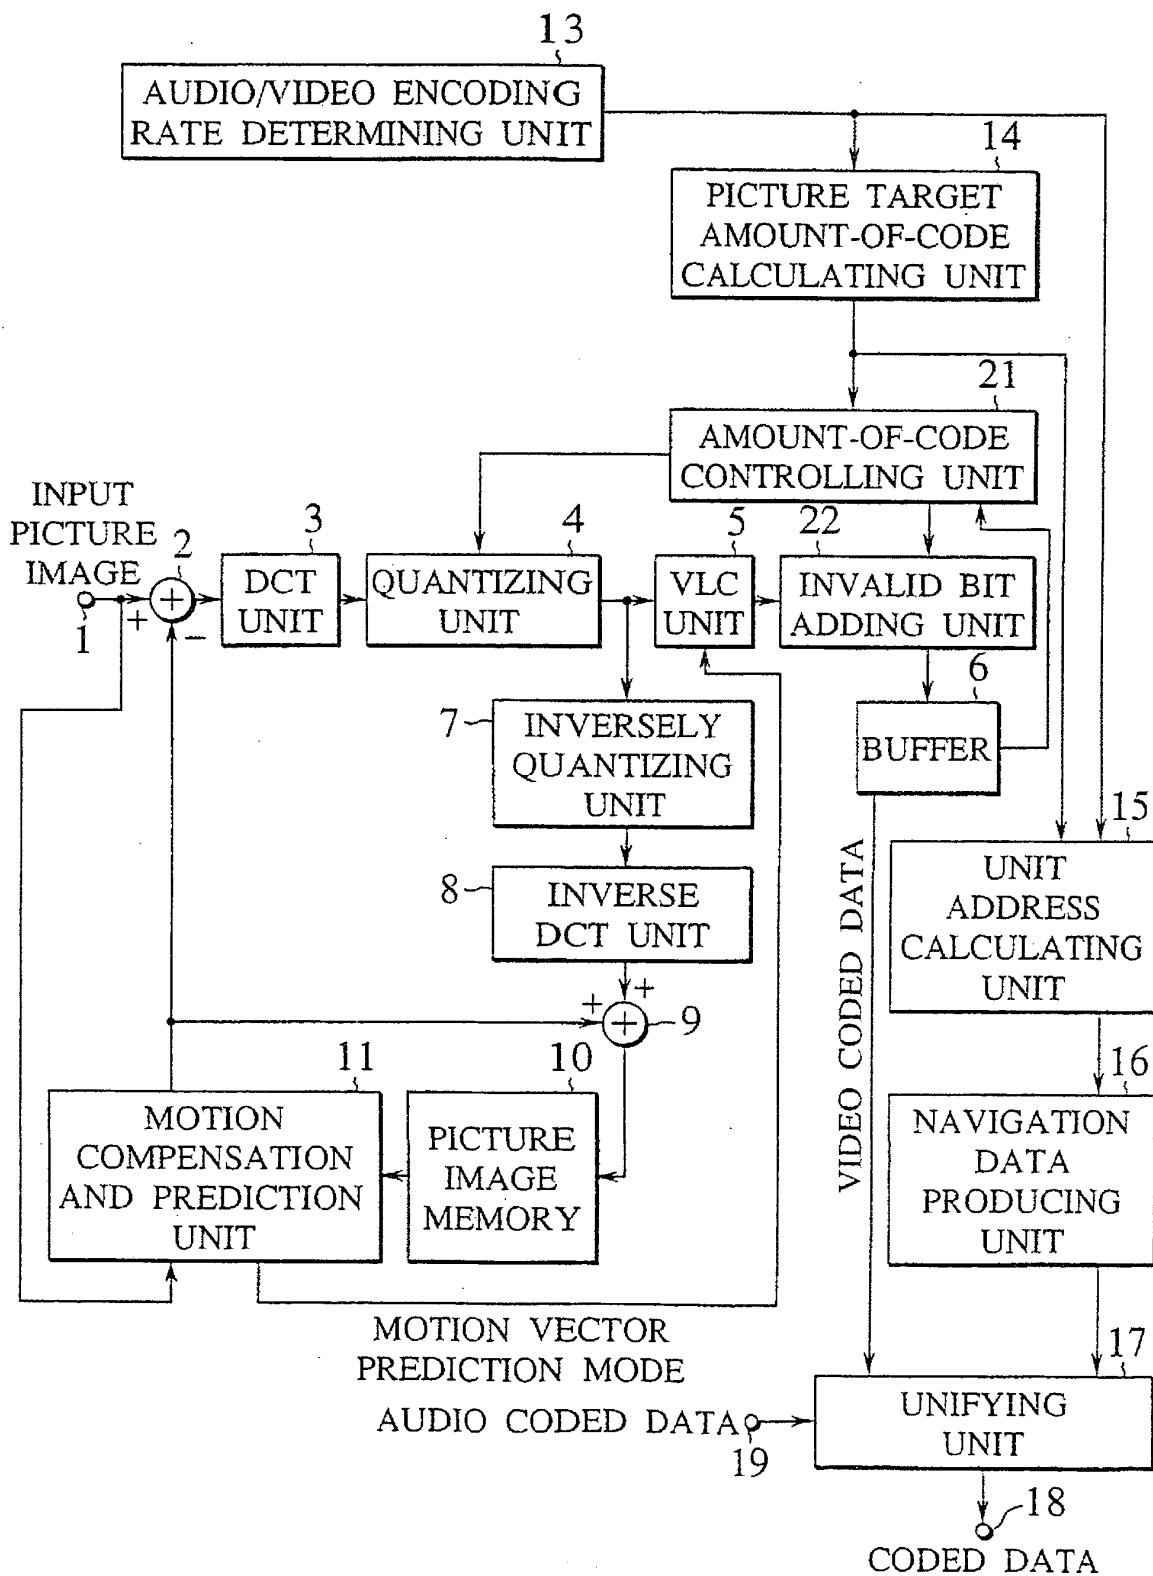 13
AUDIO/VIDEO ENCODING
RATE DETERMINING UNIT
14
PICTURE TARGET
AMOUNT-OF-CODE
CALCULATING UNIT
21
AMOUNT-OF-CODE
CONTROLLING UNIT
INPUT
PICTURE
IMAGE
1
+
2
+
−
3
DCT
UNIT
4
QUANTIZING
UNIT
5
VLC
UNIT
22
INVALID BIT
ADDING UNIT
6
BUFFER
7
INVERSELY
QUANTIZING
UNIT
8
INVERSE
DCT UNIT
+
+
+
9
15
UNIT
ADDRESS
CALCULATING
UNIT
VIDEO CODED DATA
11
MOTION
COMPENSATION
AND PREDICTION
UNIT
10
PICTURE
IMAGE
MEMORY
16
NAVIGATION
DATA
PRODUCING
UNIT
MOTION VECTOR
PREDICTION MODE
AUDIO CODED DATA
19
17
UNIFYING
UNIT
18
CODED DATA